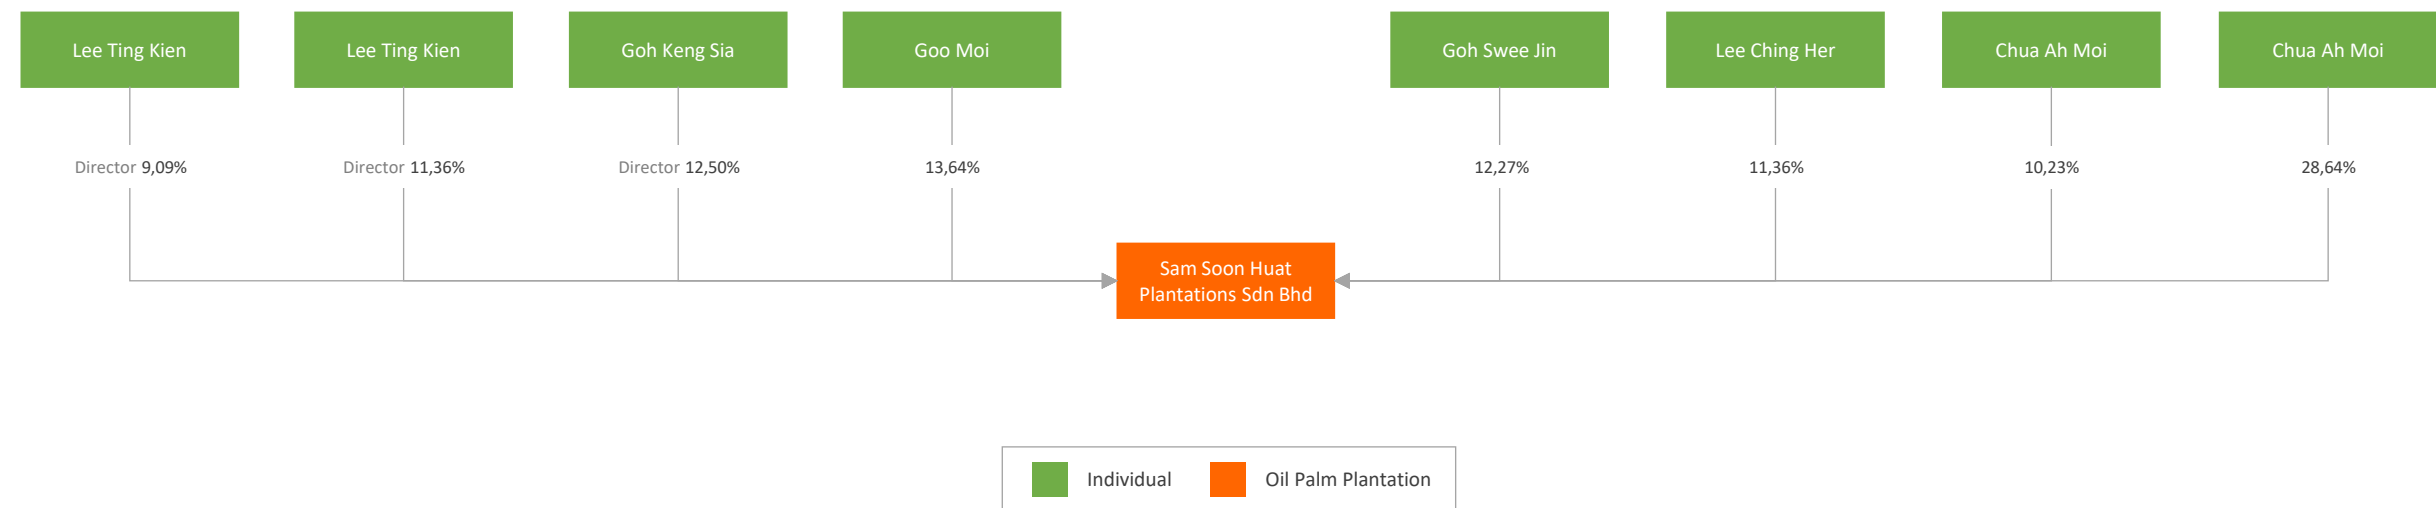 Lee Ting Kien
Lee Ting Kien
Goh Keng Sia
Goo Moi
Goh Swee Jin
Lee Ching Her
Chua Ah Moi
Chua Ah Moi
Director 9,09%
Director 11,36%
Director 12,50%
13,64%
12,27%
11,36%
10,23%
28,64%
Sam Soon Huat
Plantations Sdn Bhd
Individual
Oil Palm Plantation